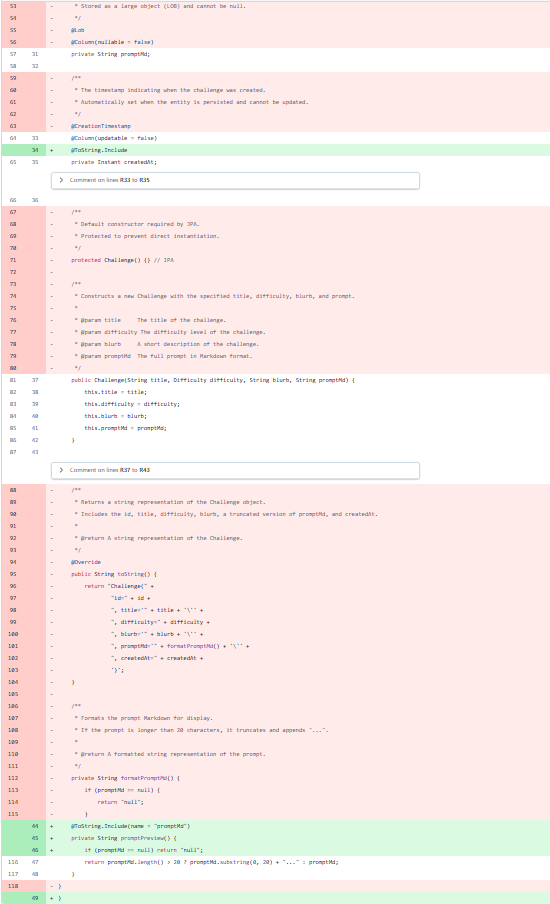 53 - * Stored as a large object (LOB) and cannot be null.
54 - */
55 - @Lob
56 - @Column(nullable = false)
57 31 private String promptMd;
58 32
59 - /**
60 - * The timestamp indicating when the challenge was created.
61 - * Automatically set when the entity is persisted and cannot be updated.
62 - */
63 - @CreationTimestamp
64 33 @Column(updatable = false)
34 + @ToString.Include
65 35 private Instant createdAt;
> Comment on lines R33 to R35
66 36
67 - /**
68 - * Default constructor required by JPA.
69 - * Protected to prevent direct instantiation.
70 - */
71 - protected Challenge() {} // JPA
72 -
73 - /**
74 - * Constructs a new Challenge with the specified title, difficulty, blurb, and prompt.
75 - *
76 - * @param title The title of the challenge.
77 - * @param difficulty The difficulty level of the challenge.
78 - * @param blurb A short description of the challenge.
79 - * @param promptMd The full prompt in Markdown format.
80 - */
81 37 public Challenge(String title, Difficulty difficulty, String blurb, String promptMd) {
82 38 this.title = title;
83 39 this.difficulty = difficulty;
84 40 this.blurb = blurb;
85 41 this.promptMd = promptMd;
86 42 }
87 43
> Comment on lines R37 to R43
88 - /**
89 - * Returns a string representation of the Challenge object.
90 - * Includes the id, title, difficulty, blurb, a truncated version of promptMd, and createdAt.
91 - *
92 - * @return A string representation of the Challenge.
93 - */
94 - @Override
95 - public String toString() {
96 - return "Challenge{" +
97 - "id=" + id +
98 - ", title='" + title + '\'' +
99 - ", difficulty=" + difficulty +
100 - ", blurb='" + blurb + '\'' +
101 - ", promptMd='" + formatPromptMd() + '\'' +
102 - ", createdAt=" + createdAt +
103 - '}';
104 - }
105 -
106 - /**
107 - * Formats the prompt Markdown for display.
108 - * If the prompt is longer than 20 characters, it truncates and appends "...".
109 - *
110 - * @return A formatted string representation of the prompt.
111 - */
112 - private String formatPromptMd() {
113 - if (promptMd == null) {
114 - return "null";
115 - }
44 + @ToString.Include(name = "promptMd")
45 + private String promptPreview() {
46 + if (promptMd == null) return "null";
116 47 return promptMd.length() > 20 ? promptMd.substring(0, 20) + "..." : promptMd;
117 48 }
118 - }
49 + }